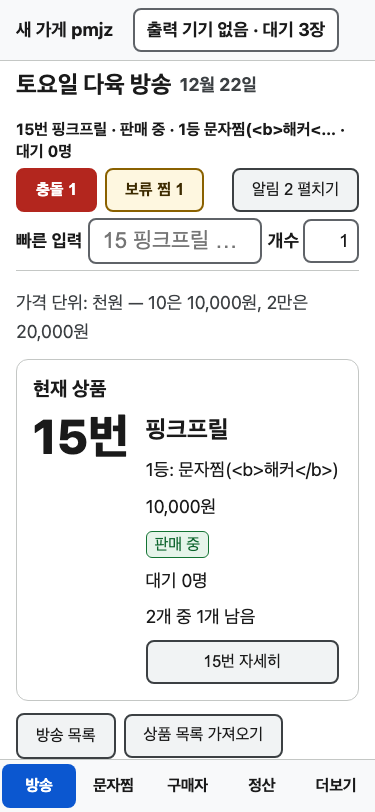 새 가게 pmjz
출력 기기 없음 · 대기 3장
토요일 다육 방송 12월 22일
15번 핑크프릴 · 판매 중 · 1등 문자찜(<b>해커<... ·
대기 0명
충돌 1
보류 찜 1
알림 2 펼치기
빠른 입력 15 핑크프릴 ... 개수 1
가격 단위: 천원 — 10은 10,000원, 2만은
20,000원
현재 상품
15번
핑크프릴
1등: 문자찜(<b>해커</b>)
10,000원
판매 중
대기 0명
2개 중 1개 남음
15번 자세히
방송 목록
상품 목록 가져오기
방송
문자찜
구매자
정산
더보기